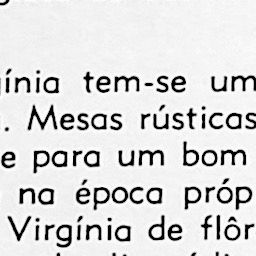 gínia tem-se um
. Mesas rústicas
e para um bom
na época próp
Virgínia de flôr